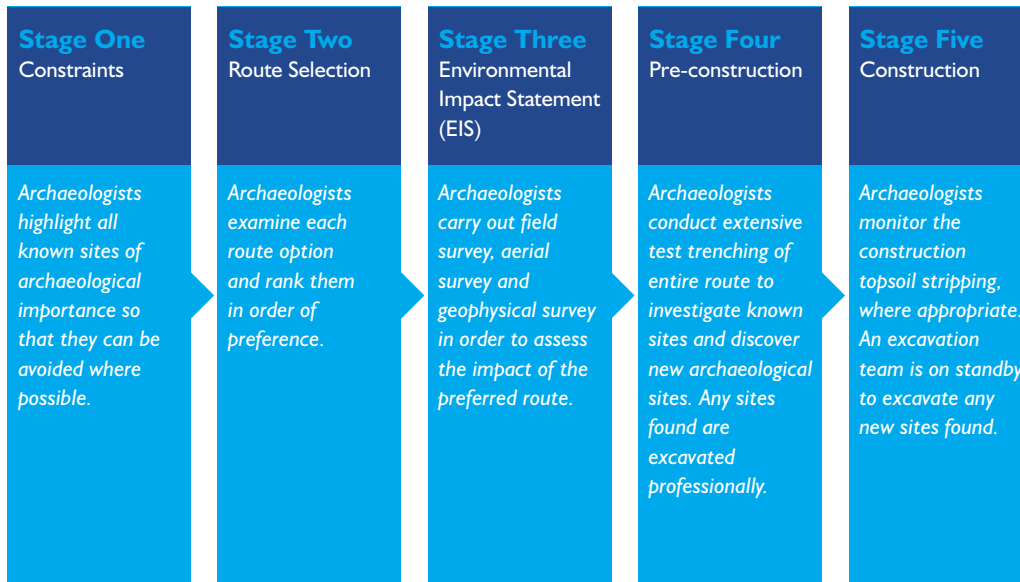 Stage One
Constraints
Archaeologists
highlight all
known sites of
archaeological
importance so
that they can be
avoided where
possible.
Stage Two
Route Selection
Archaeologists
examine each
route option
and rank them
in order of
preference.
Stage Three
Environmental
Impact Statement
(EIS)
Archaeologists
carry out field
survey, aerial
survey and
geophysical survey
in order to assess
the impact of the
preferred route.
Stage Four
Pre-construction
Archaeologists
conduct extensive
test trenching of
entire route to
investigate known
sites and discover
new archaeological
sites. Any sites
found are
excavated
professionally.
Stage Five
Construction
Archaeologists
monitor the
construction
topsoil stripping,
where appropriate.
An excavation
team is on standby
to excavate any
new sites found.